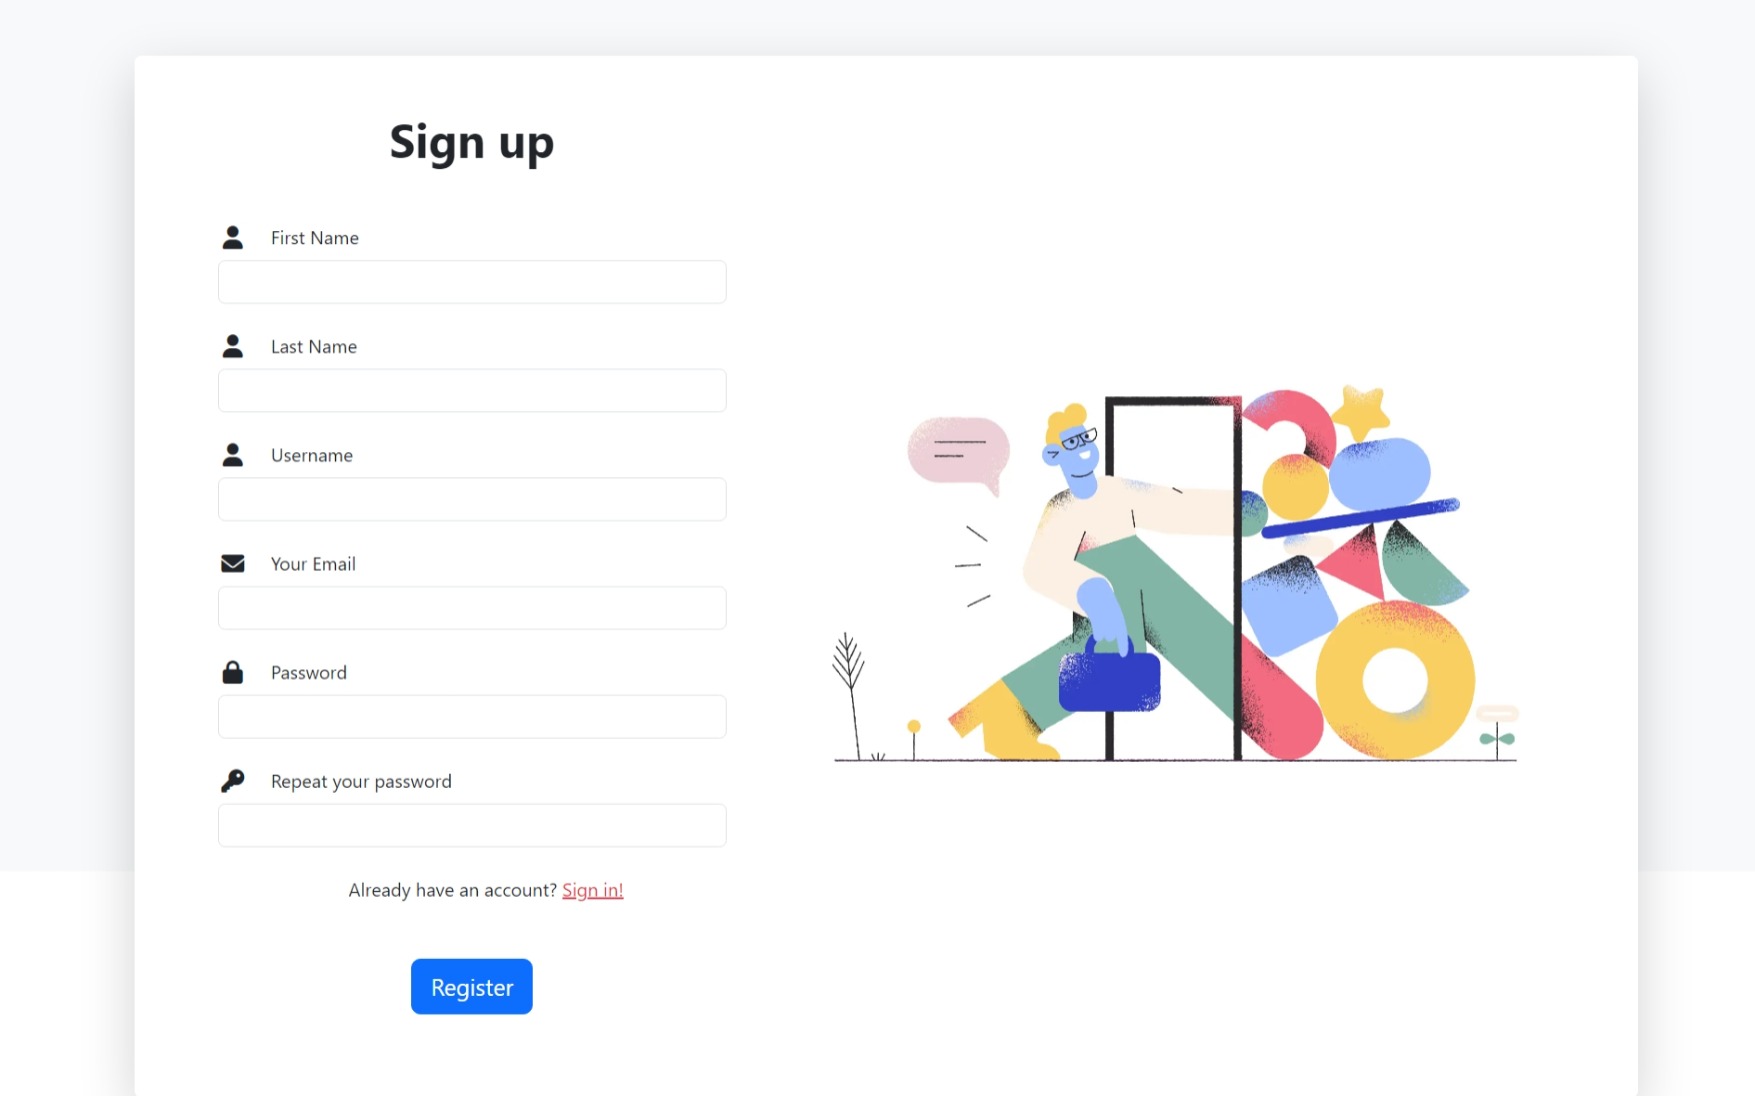 Sign up
First Name
Last Name
Username
Your Email
Password
Repeat your password
Already have an account? Sign in!
Register